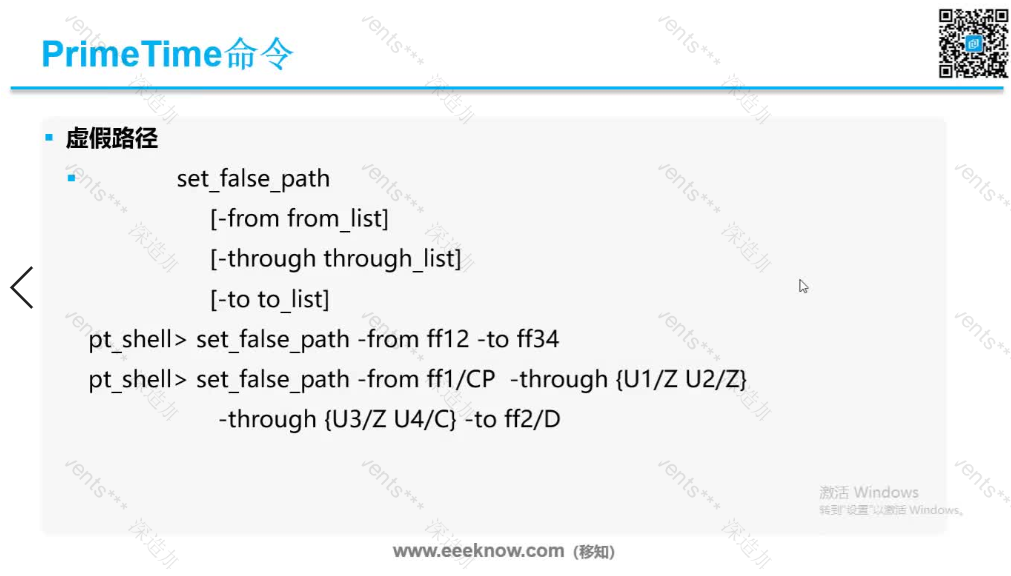 PrimeTime命令
虚假路径
set_false_path
[-from from_list]
[-through through_list]
[-to to_list]
pt_shell> set_false_path -from ff12 -to ff34
pt_shell> set_false_path -from ff1/CP -through {U1/Z U2/Z}
-through {U3/Z U4/C} -to ff2/D
激活 Windows
转到"设置"以激活 Windows。
www.eeeknow.com（移知）